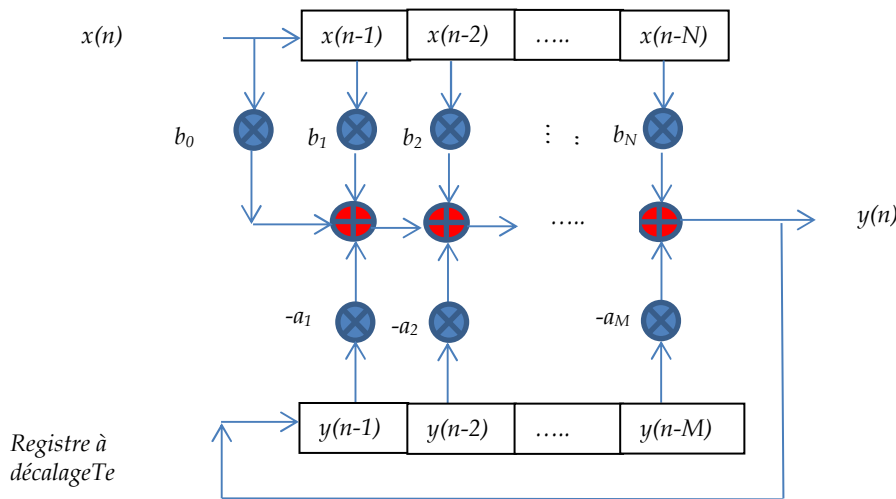 x(n)
x(n-1) x(n-2) ..... x(n-N)
b0 b1 b2 ⋮ : bN
..... y(n)
-a1 -a2 -aM
y(n-1) y(n-2) ..... y(n-M)
Registre à
décalageTe